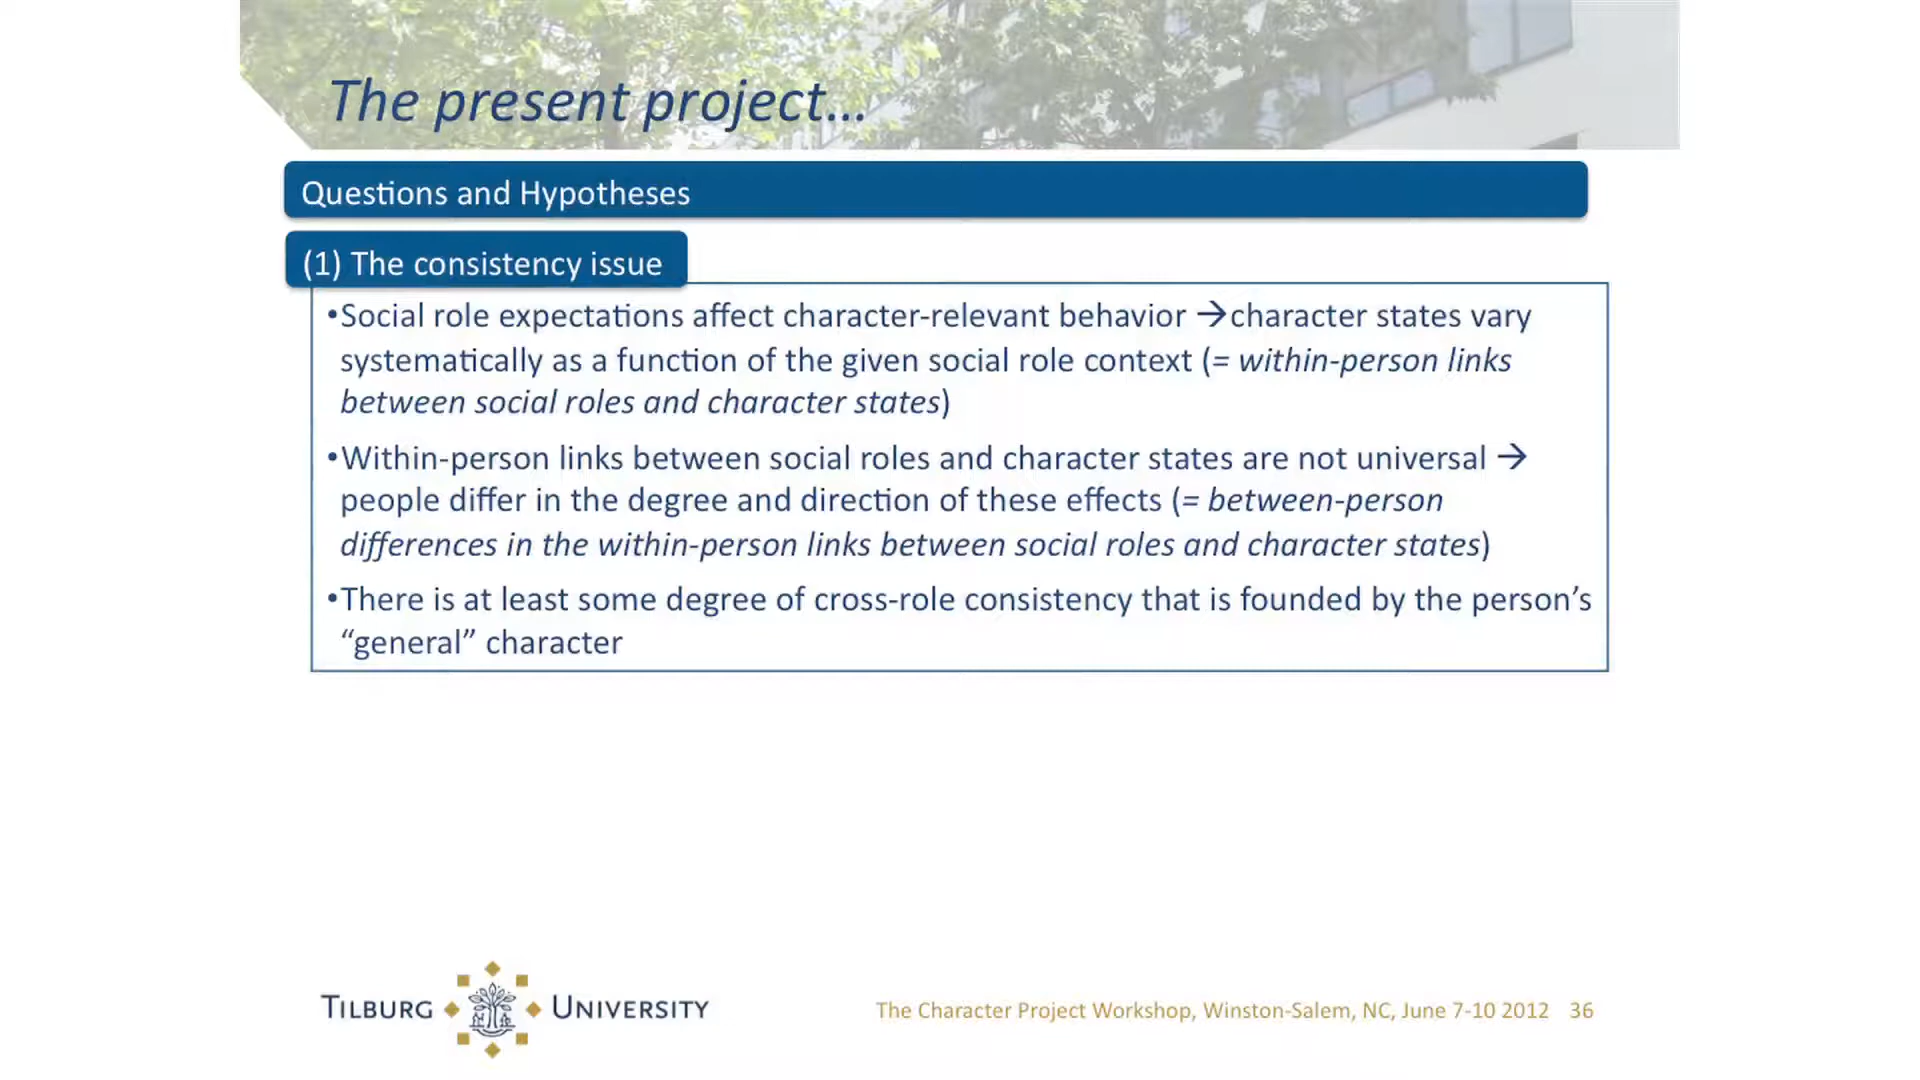 The present project...
Questions and Hypotheses
(1) The consistency issue
•Social role expectations affect character-relevant behavior →character states vary
systematically as a function of the given social role context (= within-person links
between social roles and character states)
•Within-person links between social roles and character states are not universal →
people differ in the degree and direction of these effects (= between-person
differences in the within-person links between social roles and character states)
•There is at least some degree of cross-role consistency that is founded by the person’s
“general” character
TILBURG UNIVERSITY
The Character Project Workshop, Winston-Salem, NC, June 7-10 2012 36